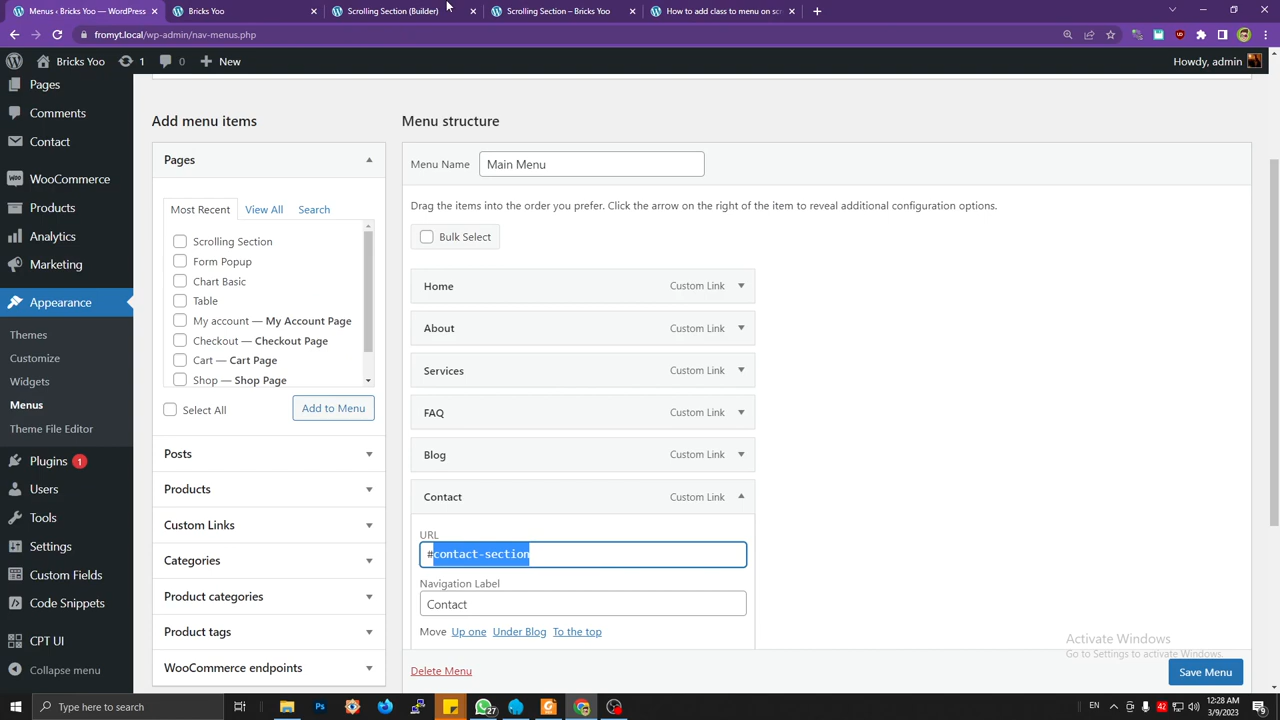 Menus ‹ Bricks Yoo — WordPress
Bricks Yoo
Scrolling Section (Builder)
Scrolling Section – Bricks Yoo
How to add class to menu on scr
fromyt.local/wp-admin/nav-menus.php
Bricks Yoo
1
0
New
Howdy, admin
Pages
Comments
Contact
WooCommerce
Products
Analytics
Marketing
Appearance
Themes
Customize
Widgets
Menus
Theme File Editor
Plugins 1
Users
Tools
Settings
Custom Fields
Code Snippets
CPT UI
Collapse menu
Add menu items
Pages
Most Recent
View All
Search
Scrolling Section
Form Popup
Chart Basic
Table
My account — My Account Page
Checkout — Checkout Page
Cart — Cart Page
Shop — Shop Page
Select All
Add to Menu
Posts
Products
Custom Links
Categories
Product categories
Product tags
WooCommerce endpoints
Menu structure
Menu Name
Main Menu
Drag the items into the order you prefer. Click the arrow on the right of the item to reveal additional configuration options.
Bulk Select
Home Custom Link
About Custom Link
Services Custom Link
FAQ Custom Link
Blog Custom Link
Contact Custom Link
URL
#contact-section
Navigation Label
Contact
Move Up one Under Blog To the top
Delete Menu
Save Menu
Activate Windows
Go to Settings to activate Windows.
Type here to search
27
EN
42
12:28 AM
3/9/2023